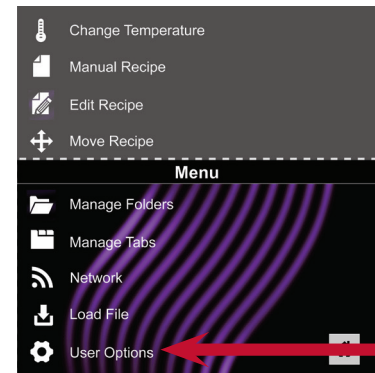 Change Temperature
Manual Recipe
Edit Recipe
Move Recipe
Menu
Manage Folders
Manage Tabs
Network
Load File
User Options